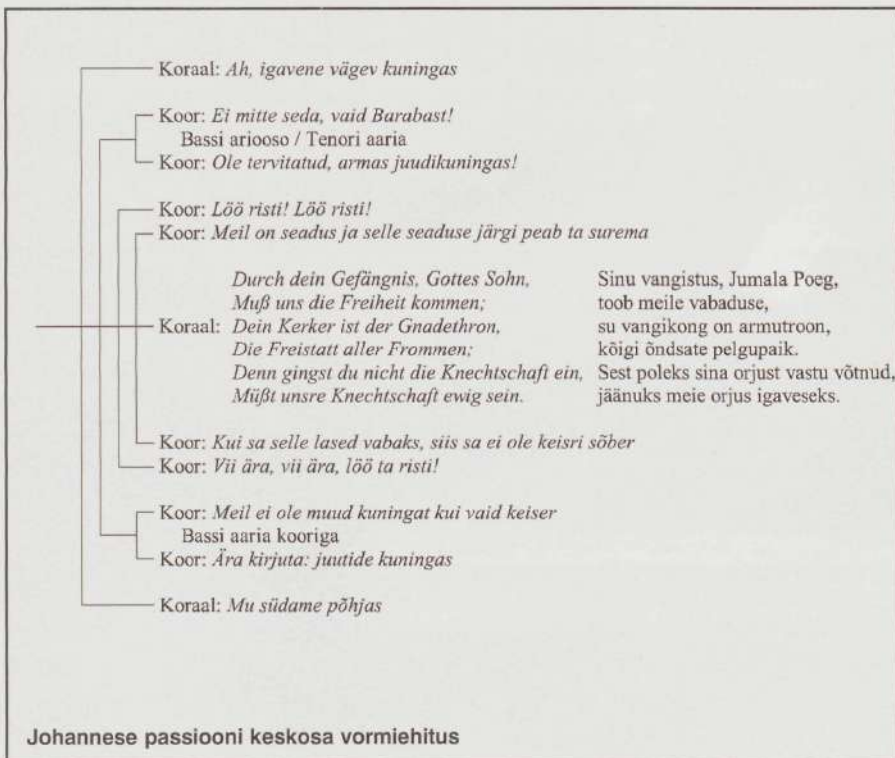 Koraal: Ah, igavene vägev kuningas
Koor: Ei mitte seda, vaid Barabast!
Bassi ariooso / Tenori aaria
Koor: Ole tervitatud, armas juudikuningas!
Koor: Löö risti! Löö risti!
Koor: Meil on seadus ja selle seaduse järgi peab ta surema
Durch dein Gefängnis, Gottes Sohn, Sinu vangistus, Jumala Poeg,
Muß uns die Freiheit kommen; toob meile vabaduse,
Koraal: Dein Kerker ist der Gnadethron, su vangikong on armutroon,
Die Freistatt aller Frommen; kõigi õndsate pelgupaik.
Denn gingst du nicht die Knechtschaft ein, Sest poleks sina orjust vastu võtnud,
Müßt unsre Knechtschaft ewig sein. jäänuks meie orjus igaveseks.
Koor: Kui sa selle lased vabaks, siis sa ei ole keisri sõber
Koor: Vii ära, vii ära, löö ta risti!
Koor: Meil ei ole muud kuningat kui vaid keiser
Bassi aaria kooriga
Koor: Ära kirjuta: juutide kuningas
Koraal: Mu südame põhjas
Johannese passiooni keskosa vormiehitus